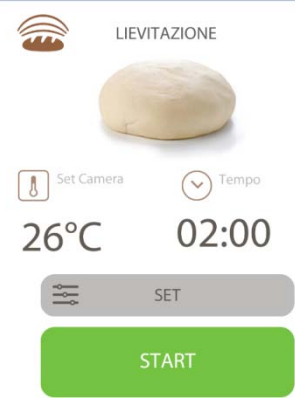 LIEVITAZIONE
Set Camera
Tempo
26°C
02:00
SET
START